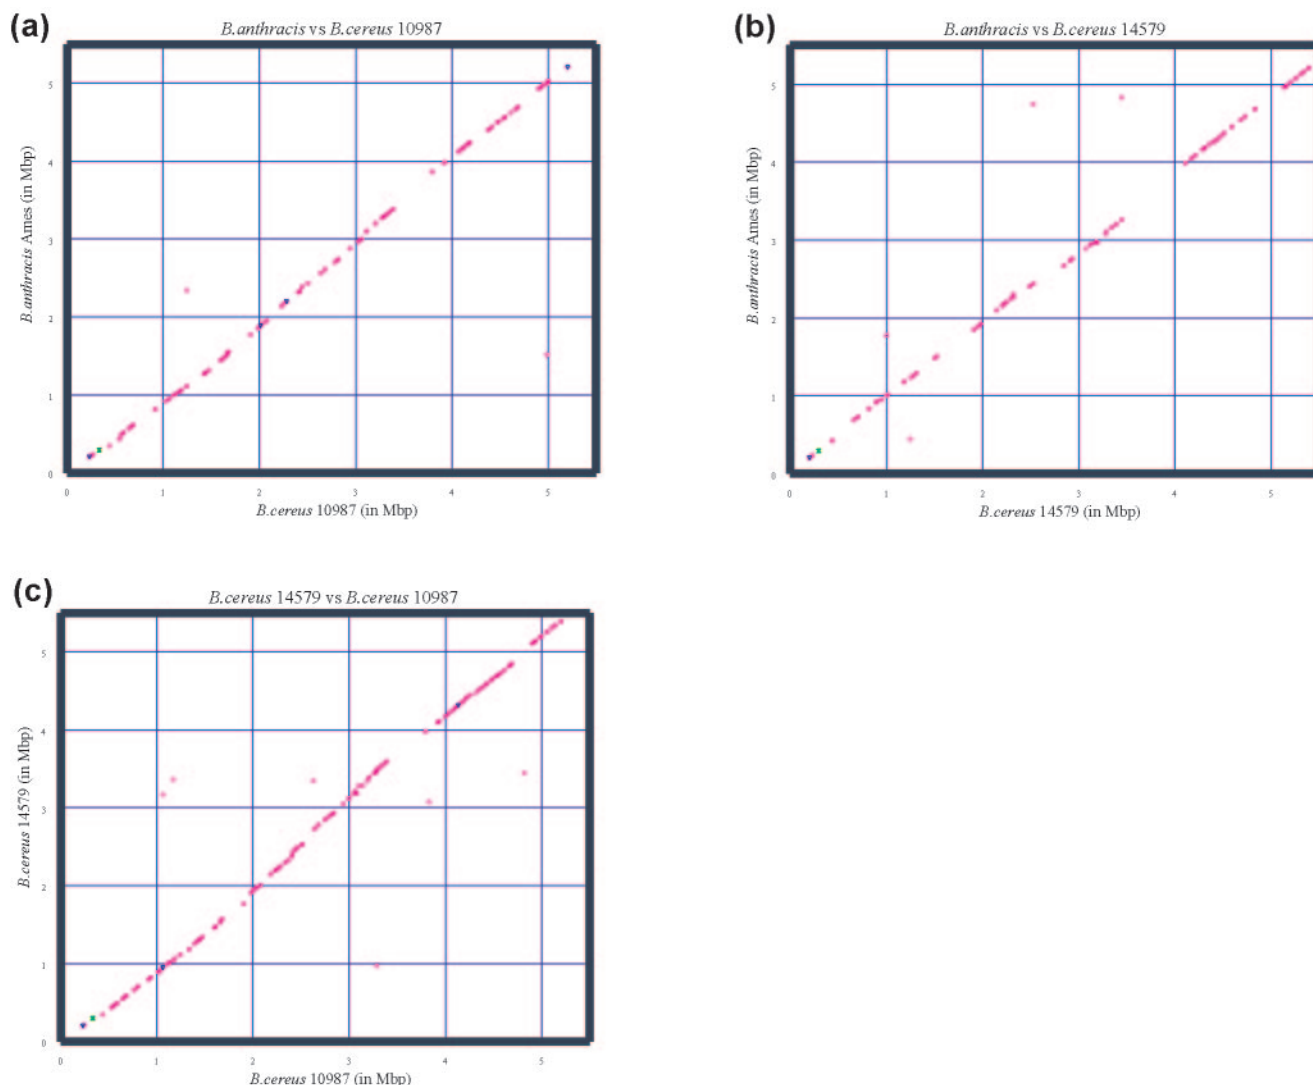 (a)
B.anthracis vs B.cereus 10987
B.anthracis Ames (in Mbp)
5
4
3
2
1
0
0 1 2 3 4 5
B.cereus 10987 (in Mbp)
(b)
B.anthracis vs B.cereus 14579
B.anthracis Ames (in Mbp)
5
4
3
2
1
0
0 1 2 3 4 5
B.cereus 14579 (in Mbp)
(c)
B.cereus 14579 vs B.cereus 10987
B.cereus 14579 (in Mbp)
5
4
3
2
1
0
0 1 2 3 4 5
B.cereus 10987 (in Mbp)